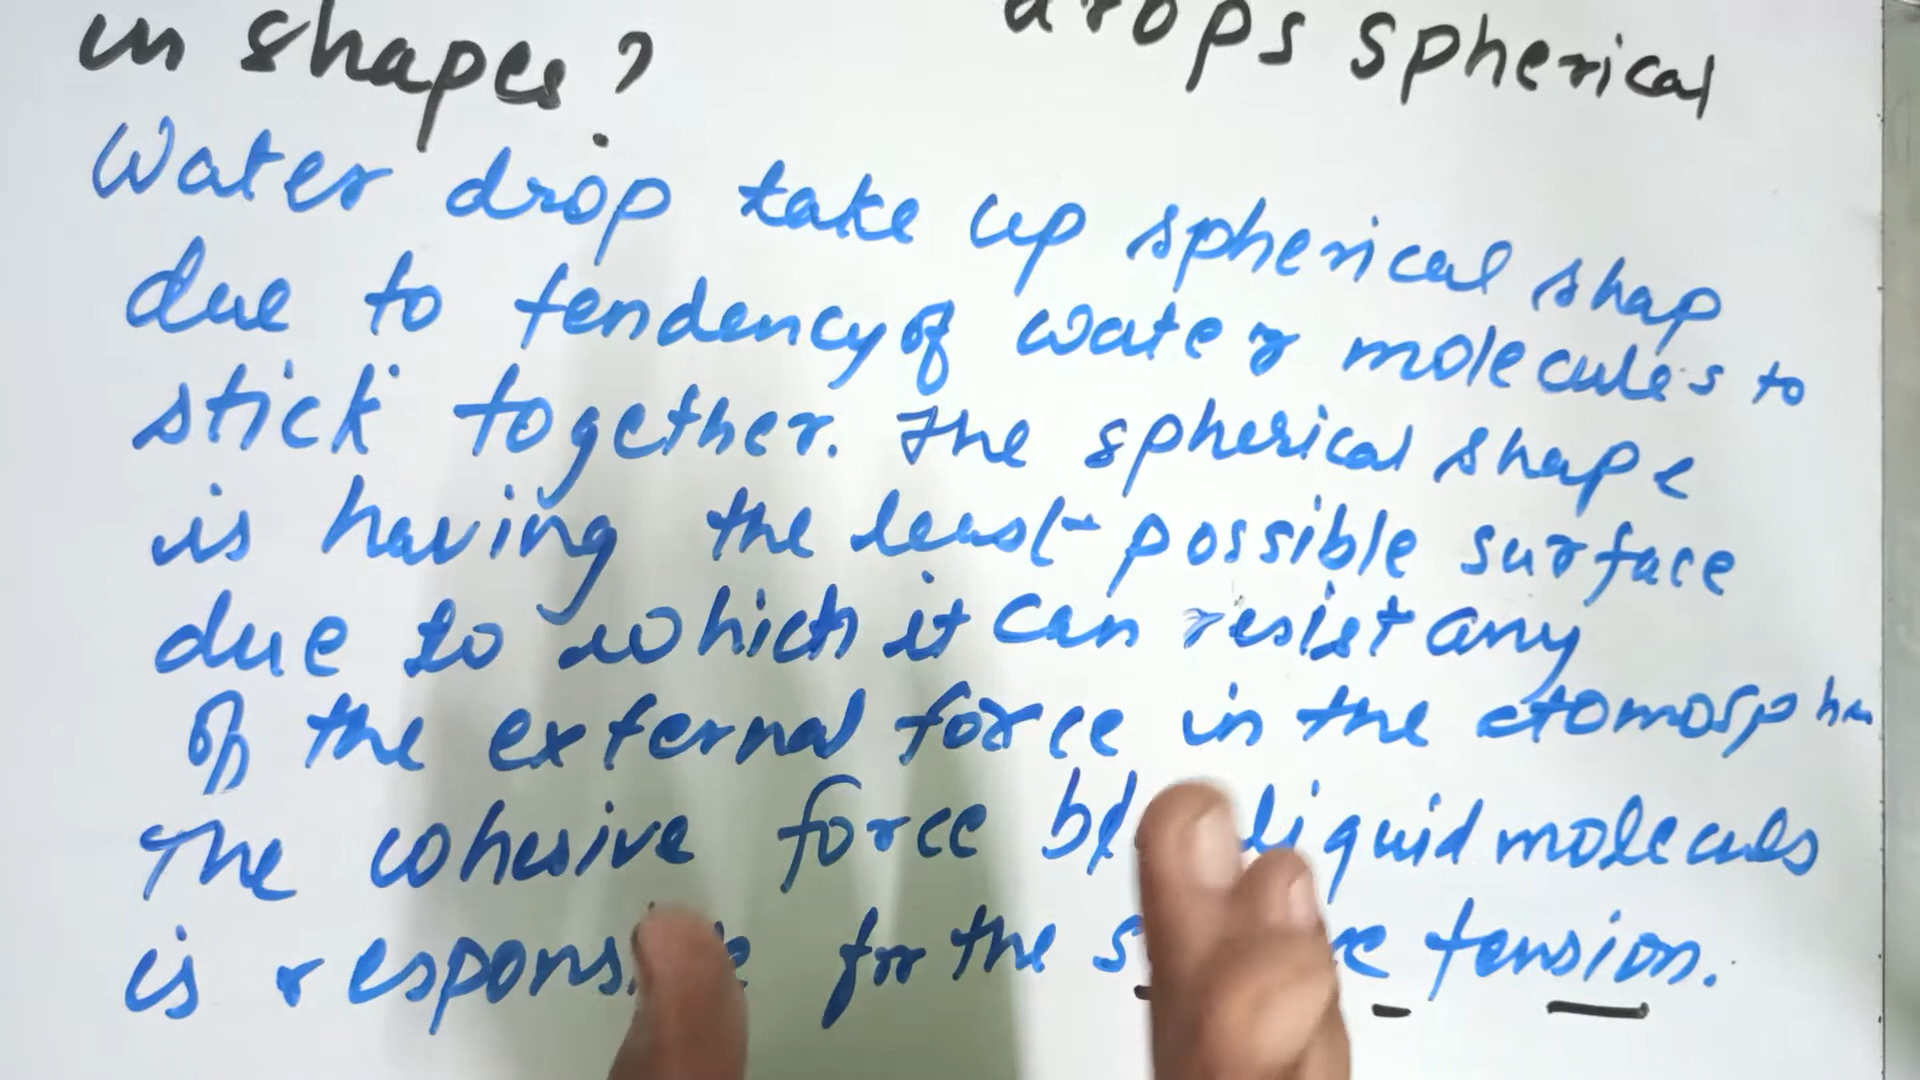 drops spherical
in shapes?
Water drop take up spherical shap
due to tendency of water molecules to
stick together. The spherical shape
is having the least possible surface
due to which it can resist any
of the external force in the
The cohesive force liquid molecules
is for the tension.